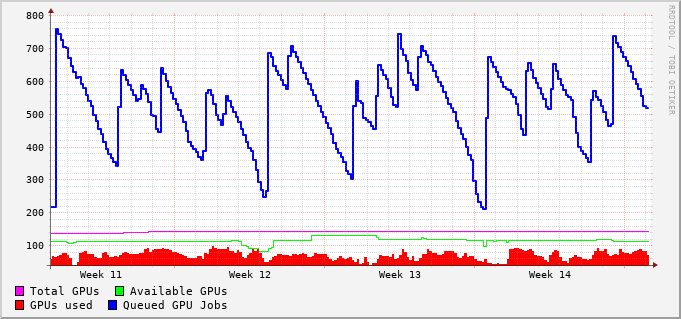 800
700
600
500
400
300
200
100
Week 11 Week 12 Week 13 Week 14
Total GPUs Available GPUs
GPUs used Queued GPU Jobs
RRDTOOL / TOBI OETIKER